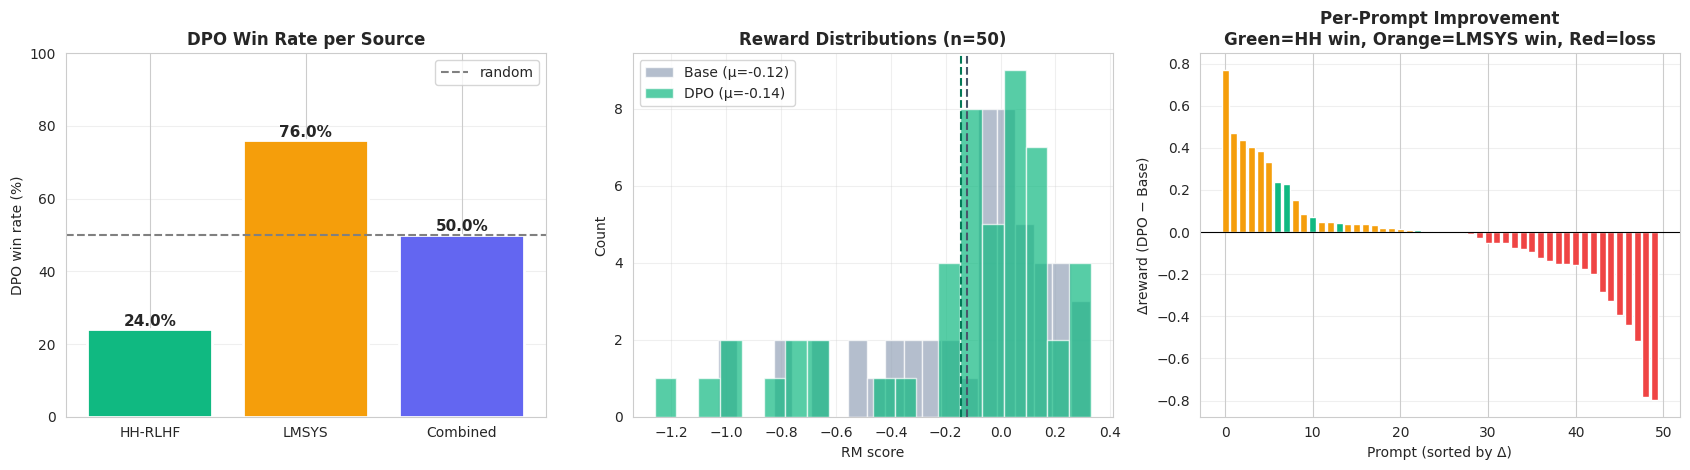 DPO Win Rate per Source
DPO win rate (%)
100
80
60
40
20
0
random
24.0%
76.0%
50.0%
HH-RLHF
LMSYS
Combined
Reward Distributions (n=50)
Count
8
6
4
2
0
Base (μ=-0.12)
DPO (μ=-0.14)
−1.2
−1.0
−0.8
−0.6
−0.4
−0.2
0.0
0.2
0.4
RM score
Per-Prompt Improvement
Green=HH win, Orange=LMSYS win, Red=loss
Δreward (DPO − Base)
0.8
0.6
0.4
0.2
0.0
−0.2
−0.4
−0.6
−0.8
0
10
20
30
40
50
Prompt (sorted by Δ)